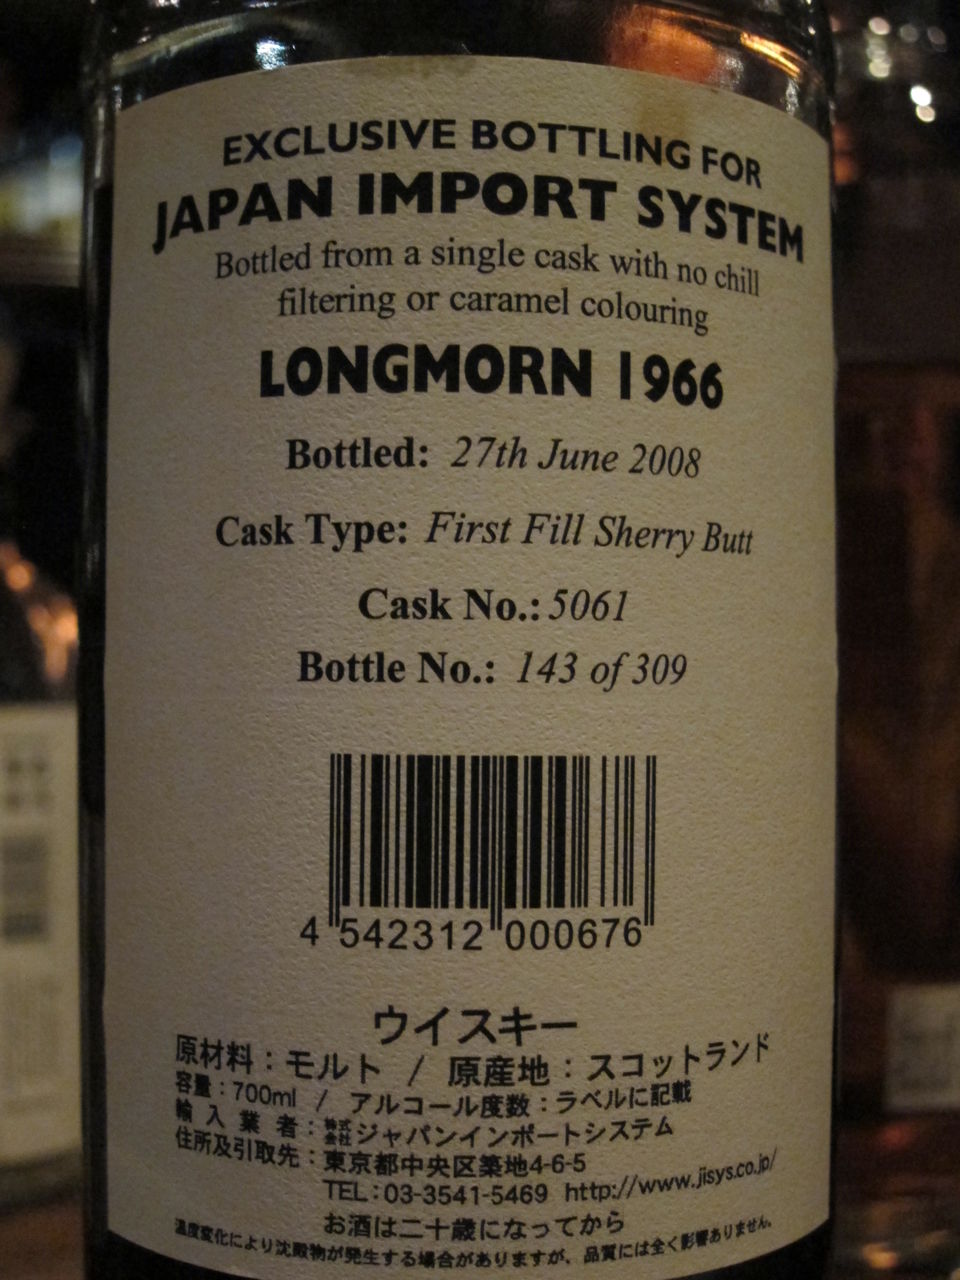 EXCLUSIVE BOTTLING FOR
JAPAN IMPORT SYSTEM
Bottled from a single cask with no chill
filtering or caramel colouring
LONGMORN 1966
Bottled: 27th June 2008
Cask Type: First Fill Sherry Butt
Cask No.: 5061
Bottle No.: 143 of 309
4 542312 000676
ウイスキー
原材料：モルト / 原産地：スコットランド
容量：700ml / アルコール度数：ラベルに記載
輸入業者：株式会社ジャパンインポートシステム
住所及引取先：東京都中央区築地4-6-5
TEL：03-3541-5469 http://www.jisys.co.jp/
お酒は二十歳になってから
温度変化により沈殿物が発生する場合がありますが、品質には全く影響ありません。